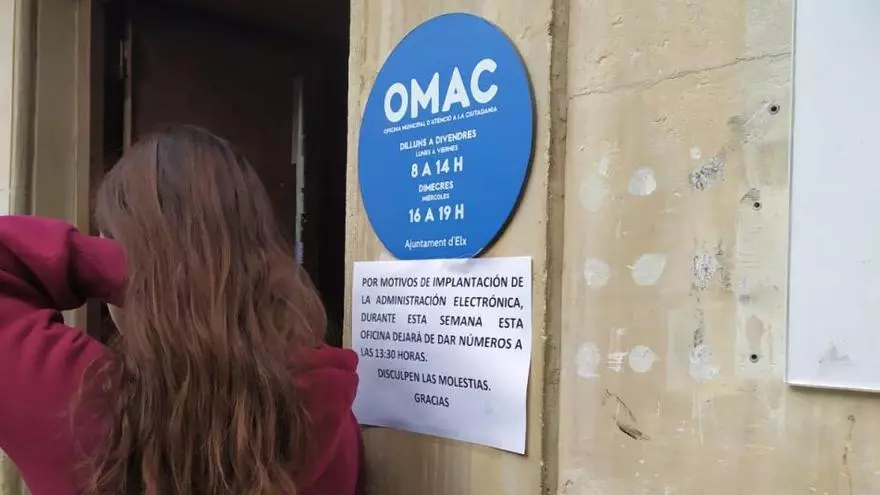 OMAC
OFICINA MUNICIPAL D'ATENCIÓ A LA CIUTADANIA
DILLUNS A DIVENDRES
LUNES A VIERNES
8 A 14 H
DIMECRES
MIÉRCOLES
16 A 19 H
Ajuntament d'Elx
POR MOTIVOS DE IMPLANTACIÓN DE
LA ADMINISTRACIÓN ELECTRÓNICA,
DURANTE ESTA SEMANA ESTA
OFICINA DEJARÁ DE DAR NÚMEROS A
LAS 13:30 HORAS.
DISCULPEN LAS MOLESTIAS.
GRACIAS